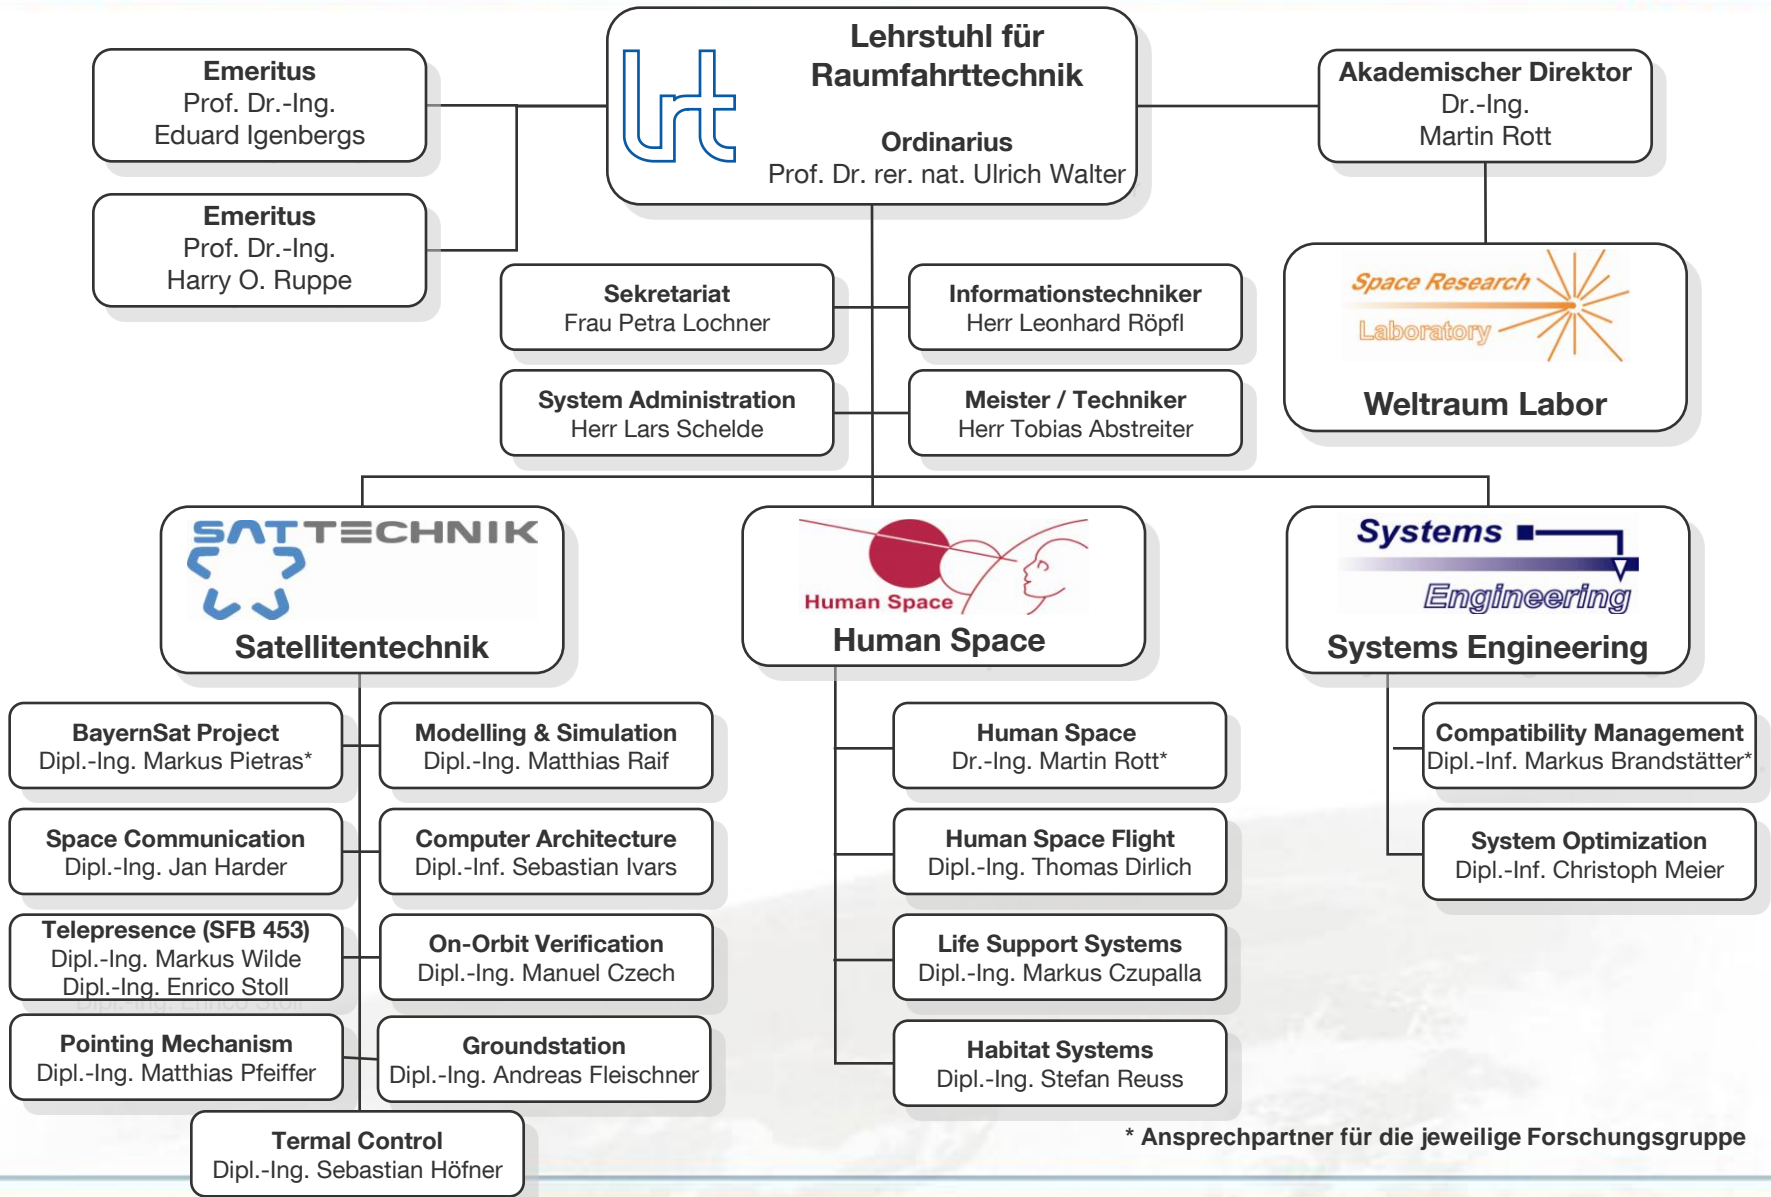 Lehrstuhl für
Raumfahrttechnik
lrt
Ordinarius
Prof. Dr. rer. nat. Ulrich Walter
Emeritus
Prof. Dr.-Ing.
Eduard Igenbergs
Emeritus
Prof. Dr.-Ing.
Harry O. Ruppe
Akademischer Direktor
Dr.-Ing.
Martin Rott
Space Research
Laboratory
Weltraum Labor
Sekretariat
Frau Petra Lochner
Informationstechniker
Herr Leonhard Röpfl
System Administration
Herr Lars Schelde
Meister / Techniker
Herr Tobias Abstreiter
SATTECHNIK
Satellitentechnik
Human Space
Human Space
Systems
Engineering
Systems Engineering
BayernSat Project
Dipl.-Ing. Markus Pietras*
Modelling & Simulation
Dipl.-Ing. Matthias Raif
Space Communication
Dipl.-Ing. Jan Harder
Computer Architecture
Dipl.-Inf. Sebastian Ivars
Telepresence (SFB 453)
Dipl.-Ing. Markus Wilde
Dipl.-Ing. Enrico Stoll
On-Orbit Verification
Dipl.-Ing. Manuel Czech
Pointing Mechanism
Dipl.-Ing. Matthias Pfeiffer
Groundstation
Dipl.-Ing. Andreas Fleischner
Termal Control
Dipl.-Ing. Sebastian Höfner
Human Space
Dr.-Ing. Martin Rott*
Human Space Flight
Dipl.-Ing. Thomas Dirlich
Life Support Systems
Dipl.-Ing. Markus Czupalla
Habitat Systems
Dipl.-Ing. Stefan Reuss
Compatibility Management
Dipl.-Inf. Markus Brandstätter*
System Optimization
Dipl.-Inf. Christoph Meier
* Ansprechpartner für die jeweilige Forschungsgruppe